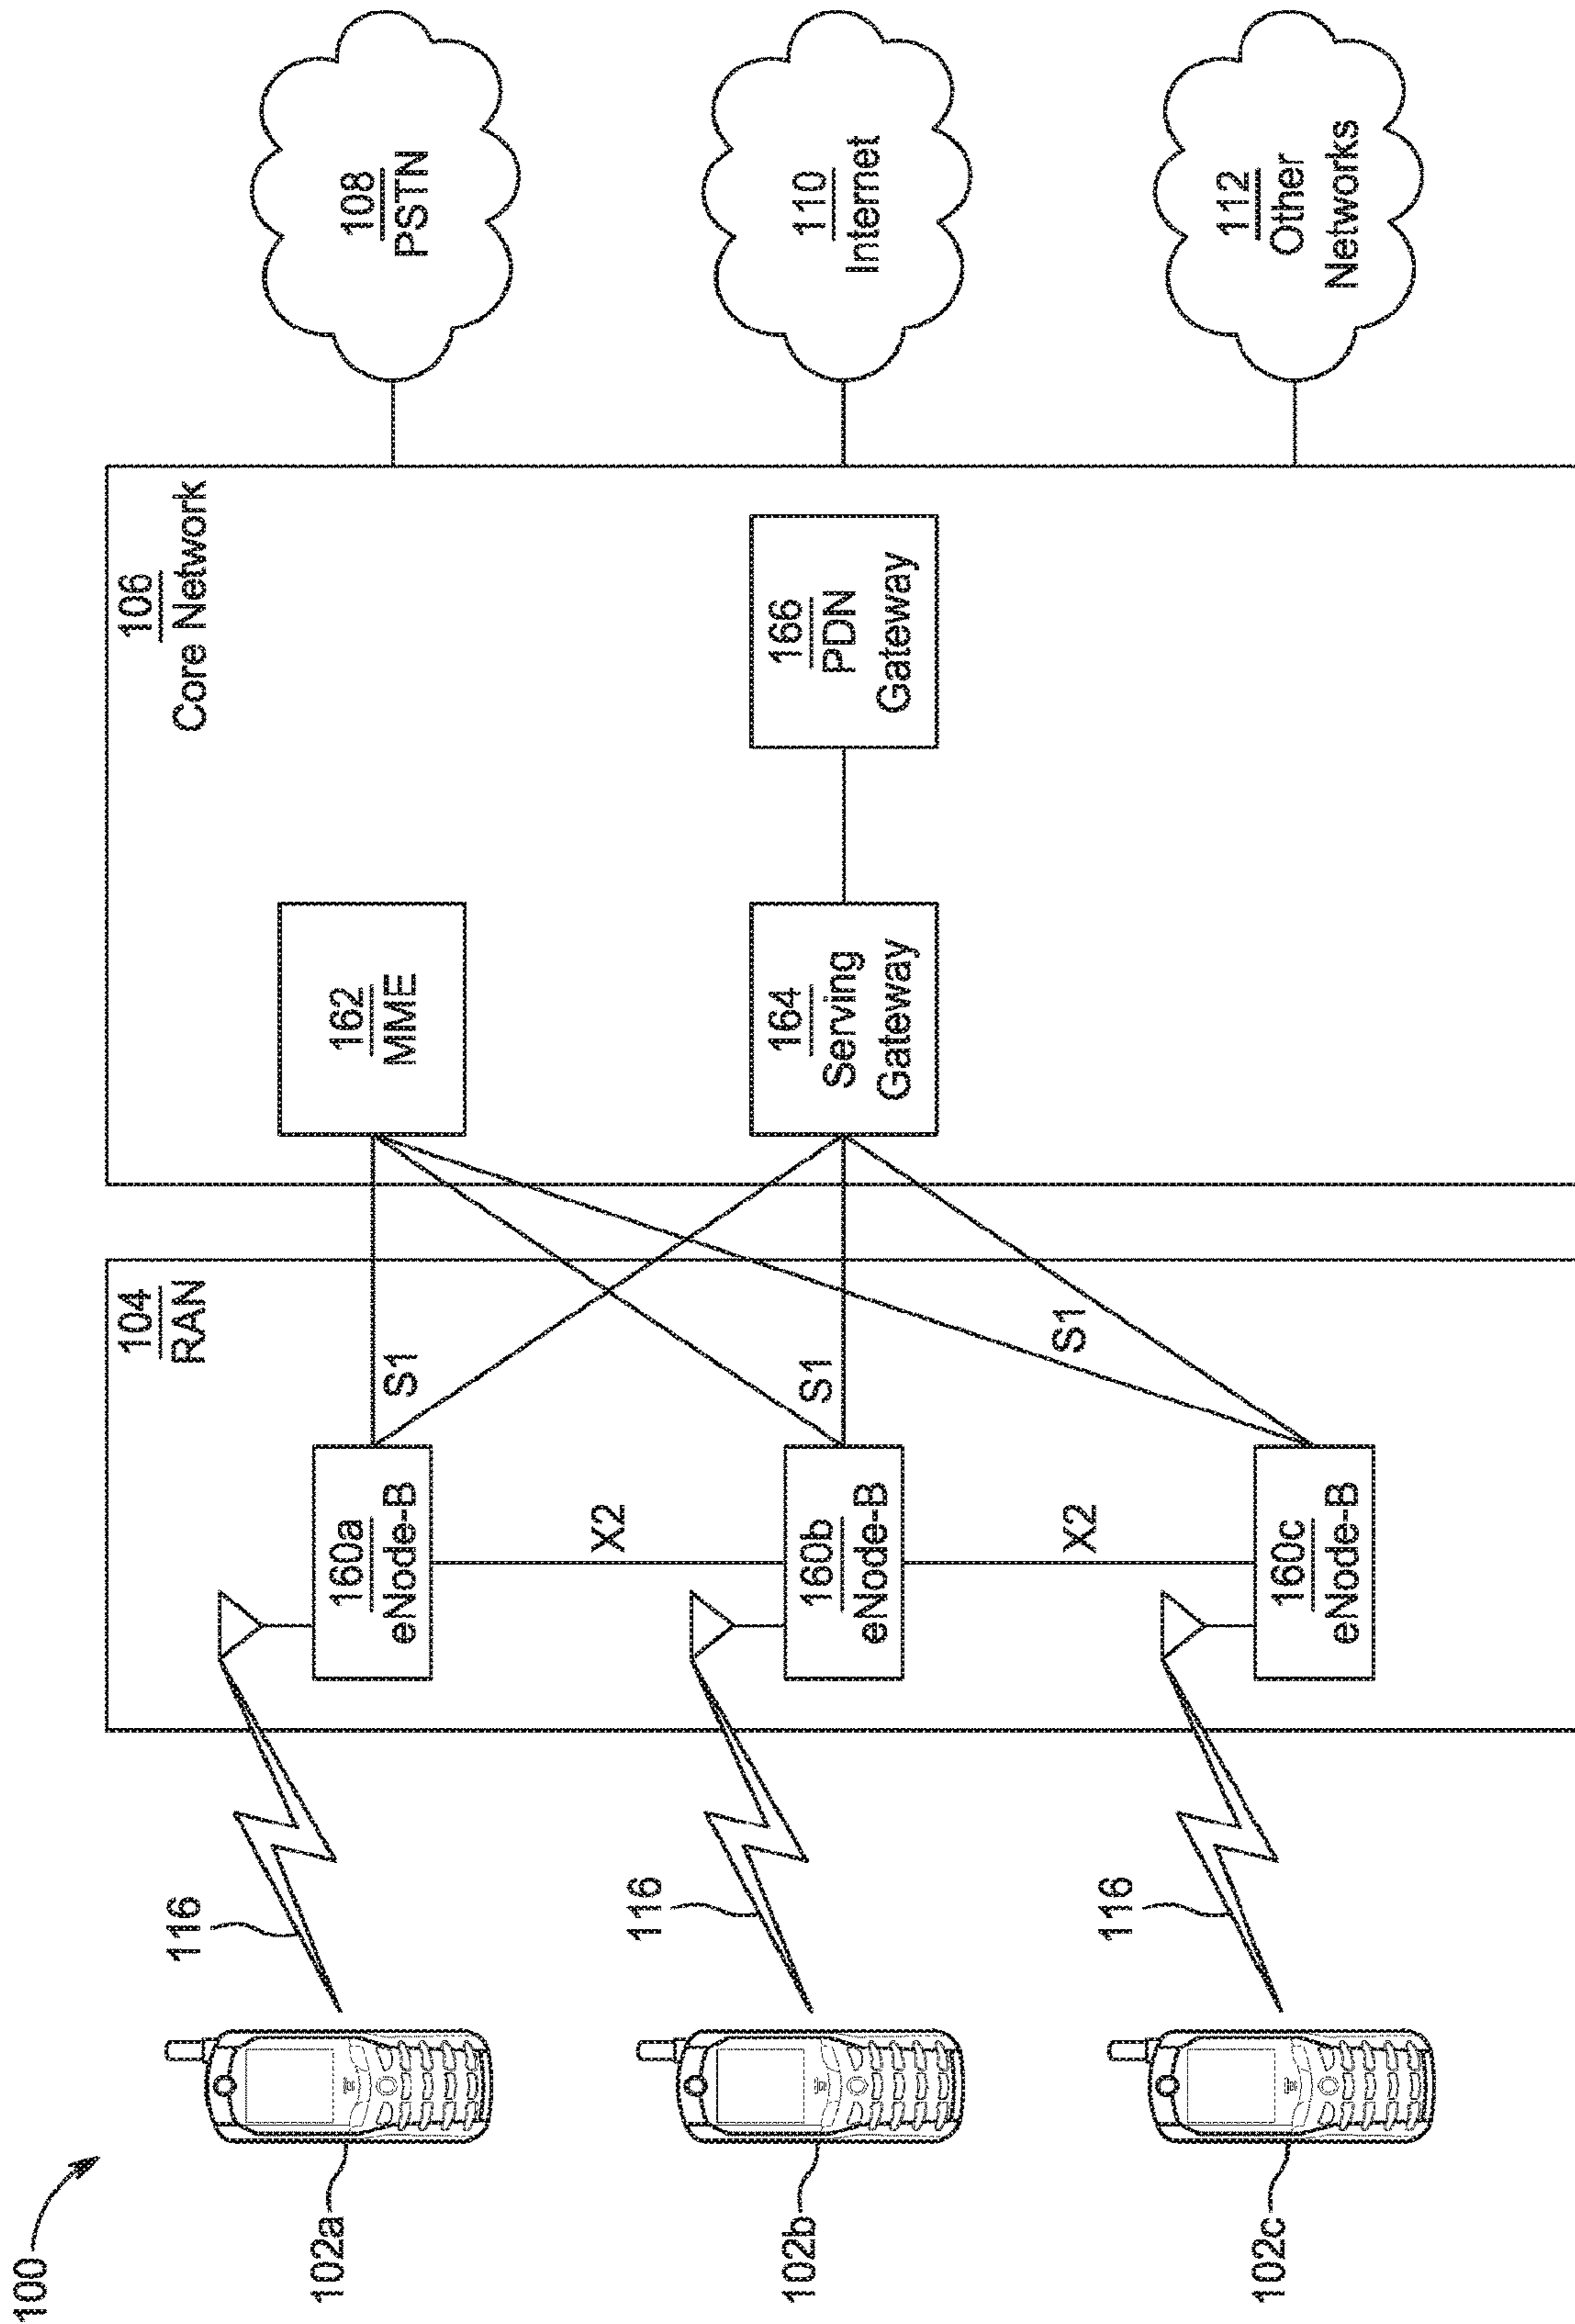 100
102a
102b
102c
116
116
116
104
RAN
160a
eNode-B
X2
160b
eNode-B
X2
160c
eNode-B
S1
S1
S1
106
Core Network
162
MME
164
Serving
Gateway
166
PDN
Gateway
108
PSTN
110
Internet
112
Other
Networks